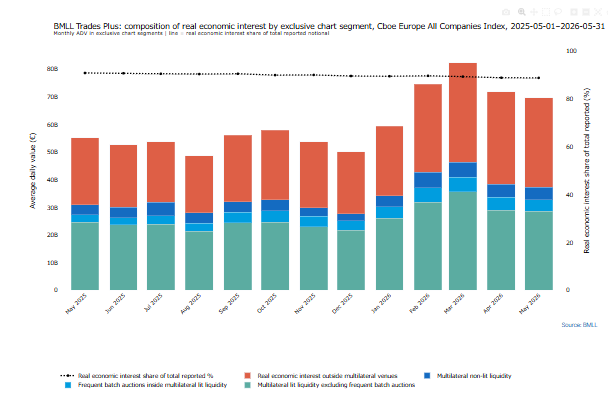 BMLL Trades Plus: composition of real economic interest by exclusive chart segment, Cboe Europe All Companies Index, 2025-05-01–2026-05-31
Monthly ADV in exclusive chart segments | line = real economic interest share of total reported notional
Average daily value (€)
80B
70B
60B
50B
40B
30B
20B
10B
0
100
80
60
40
20
0
Real economic interest: share of total reported (%)
May 2025
Jun 2025
Jul 2025
Aug 2025
Sep 2025
Oct 2025
Nov 2025
Dec 2025
Jan 2026
Feb 2026
Mar 2026
Apr 2026
May 2026
Source: BMLL
Real economic interest share of total reported %
Real economic interest outside multilateral venues
Multilateral non-lit liquidity
Frequent batch auctions inside multilateral lit liquidity
Multilateral lit liquidity excluding frequent batch auctions